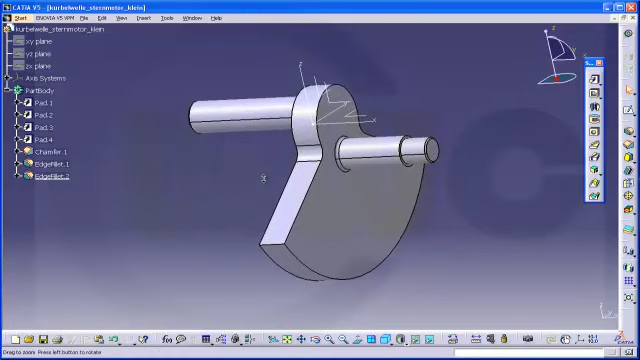 CATIA V5 - [kurbelwelle_sternmotor_klein]
Start ENOVIA V5 VPM File Edit View Insert Tools Window Help
kurbelwelle_sternmotor_klein
xy plane
yz plane
zx plane
Axis Systems
PartBody
Pad.1
Pad.2
Pad.3
Pad.4
Chamfer.1
EdgeFillet.1
EdgeFillet.2
z
x
CATIA
Drag to zoom Press left button to rotate